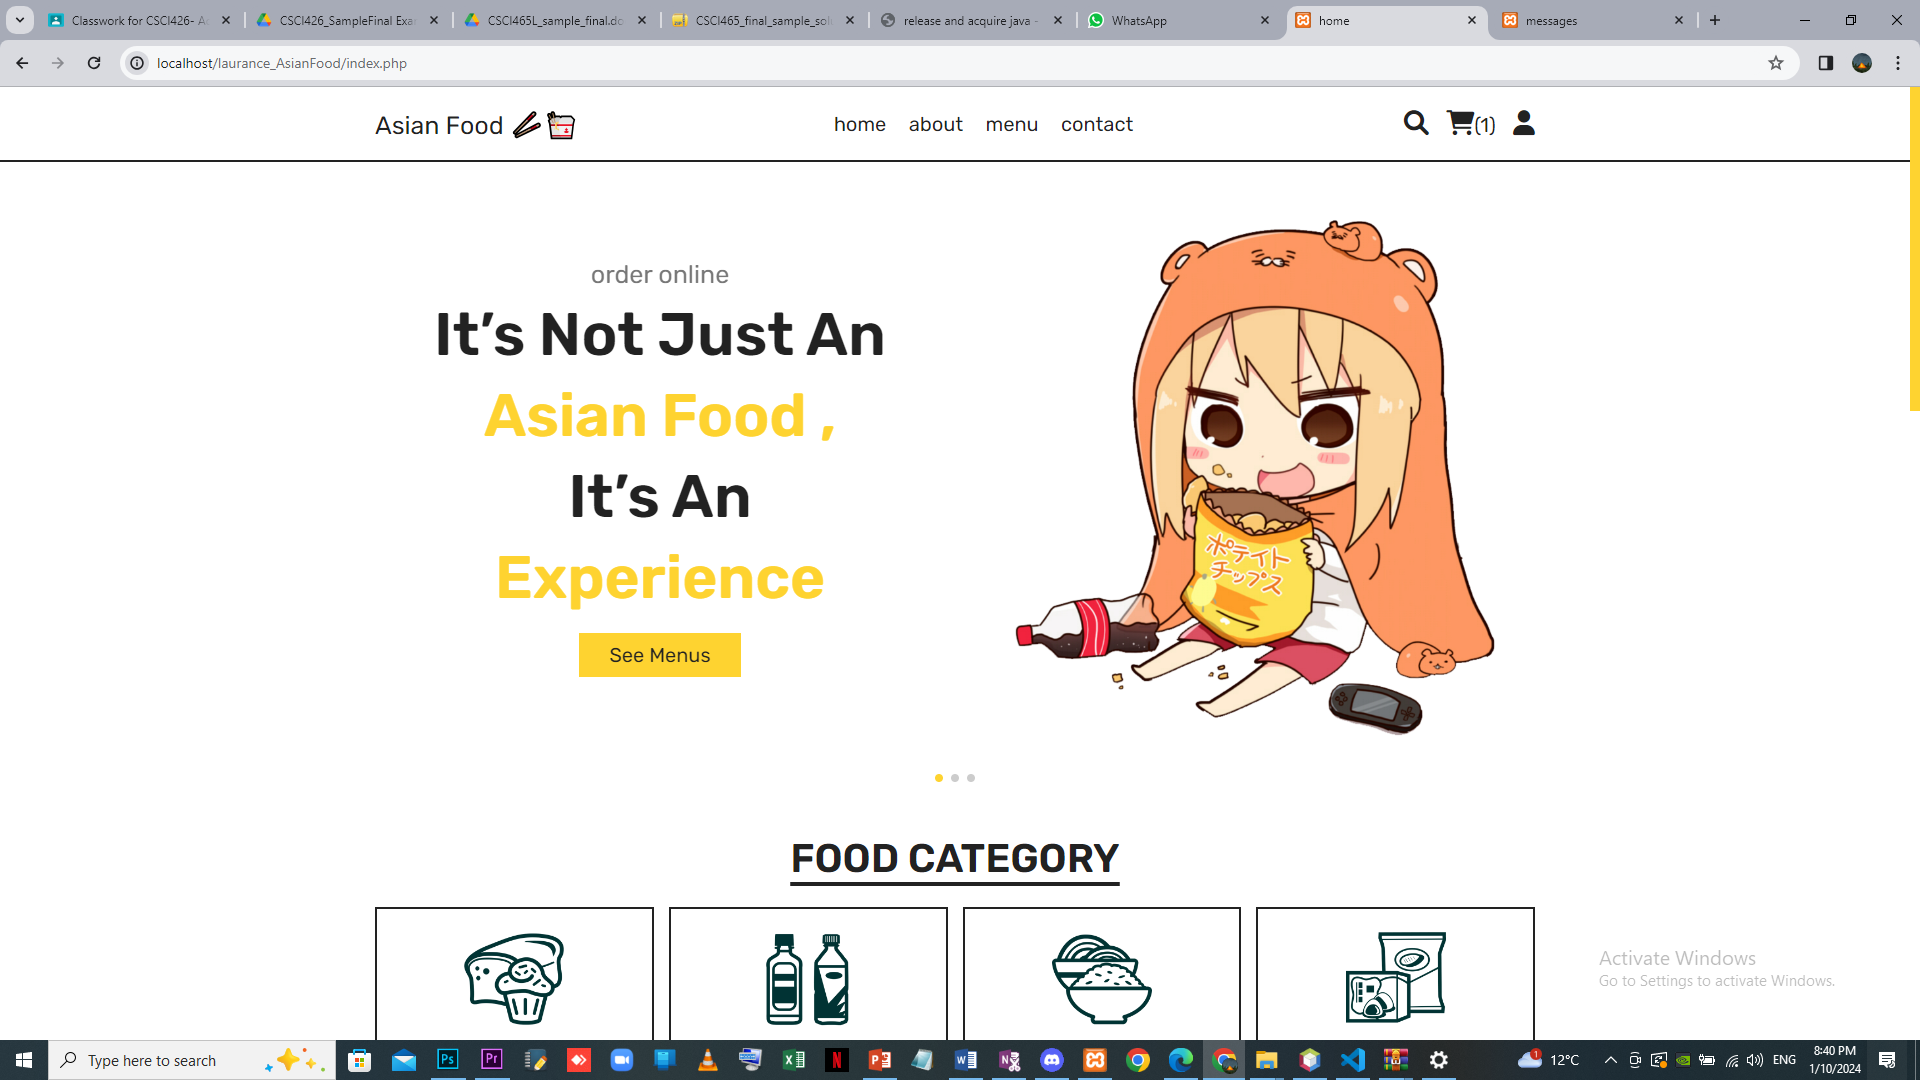 Classwork for CSCI426- A
CSCI426_SampleFinal Exa
CSCI465L_sample_final.do
CSCI465_final_sample_sol
release and acquire java -
WhatsApp
home
messages
localhost/laurance_AsianFood/index.php
Asian Food
home about menu contact
(1)
order online
It’s Not Just An
Asian Food ,
It’s An
Experience
See Menus
ポテイト
チップス
FOOD CATEGORY
Activate Windows
Go to Settings to activate Windows.
Type here to search
12°C
ENG
8:40 PM
1/10/2024